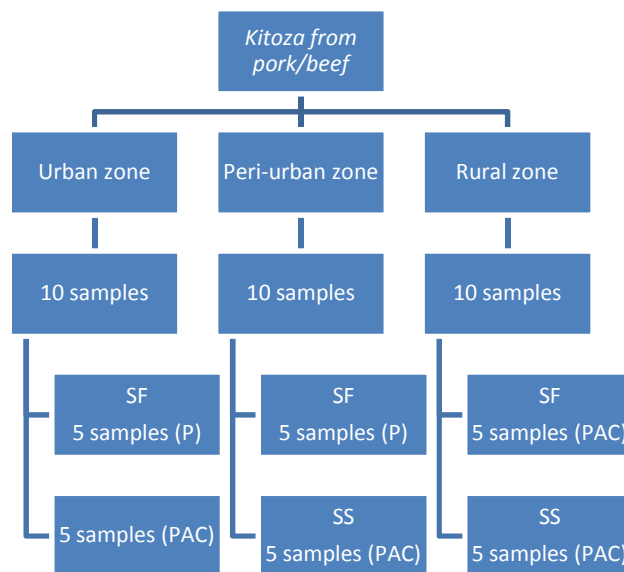 Kitoza from
pork/beef
Urban zone
Peri-urban zone
Rural zone
10 samples
10 samples
10 samples
SF
5 samples (P)
SF
5 samples (P)
SF
5 samples (PAC)
5 samples (PAC)
SS
5 samples (PAC)
SS
5 samples (PAC)